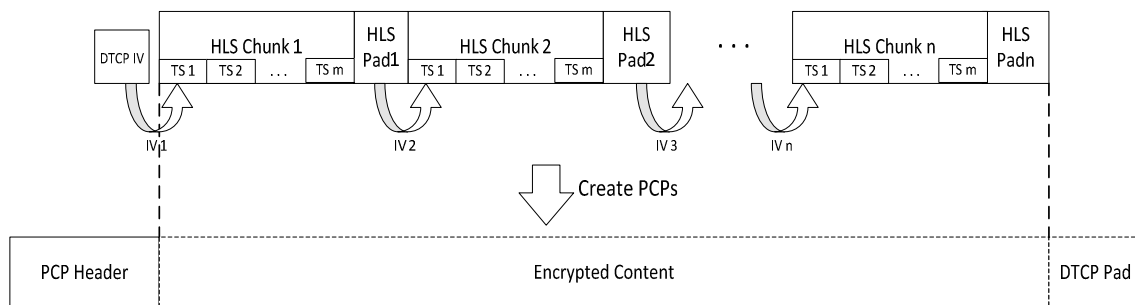 DTCP IV
HLS Chunk 1
TS 1 TS 2 . . . TS m
HLS
Pad1
HLS Chunk 2
TS 1 TS 2 . . . TS m
HLS
Pad2
. . .
HLS Chunk n
TS 1 TS 2 . . . TS m
HLS
Padn
IV 1
IV 2
IV 3
IV n
Create PCPs
PCP Header
Encrypted Content
DTCP Pad